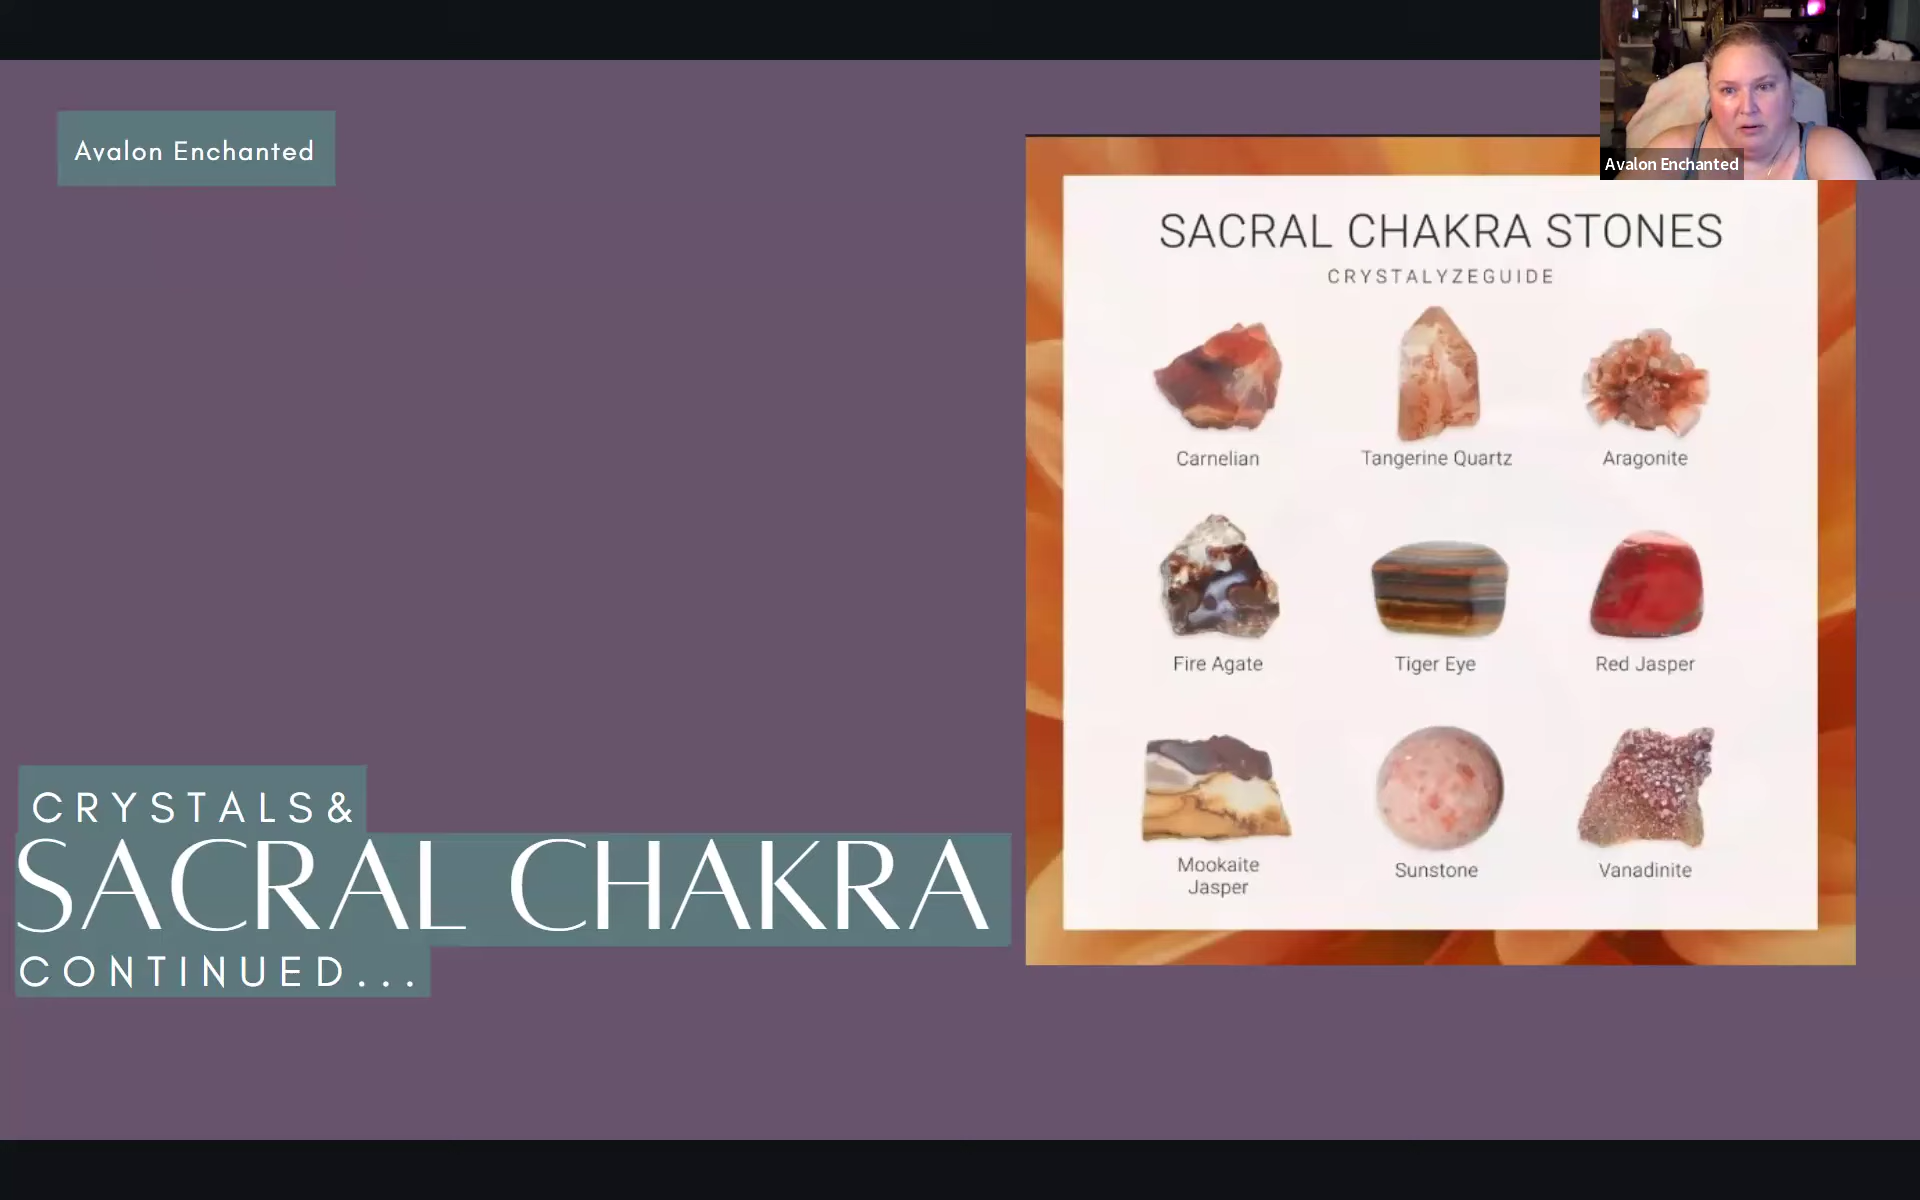 Avalon Enchanted
Avalon Enchanted
SACRAL CHAKRA STONES
CRYSTALYZEGUIDE
Carnelian
Tangerine Quartz
Aragonite
Fire Agate
Tiger Eye
Red Jasper
Mookaite
Jasper
Sunstone
Vanadinite
CRYSTALS&
SACRAL CHAKRA
CONTINUED...